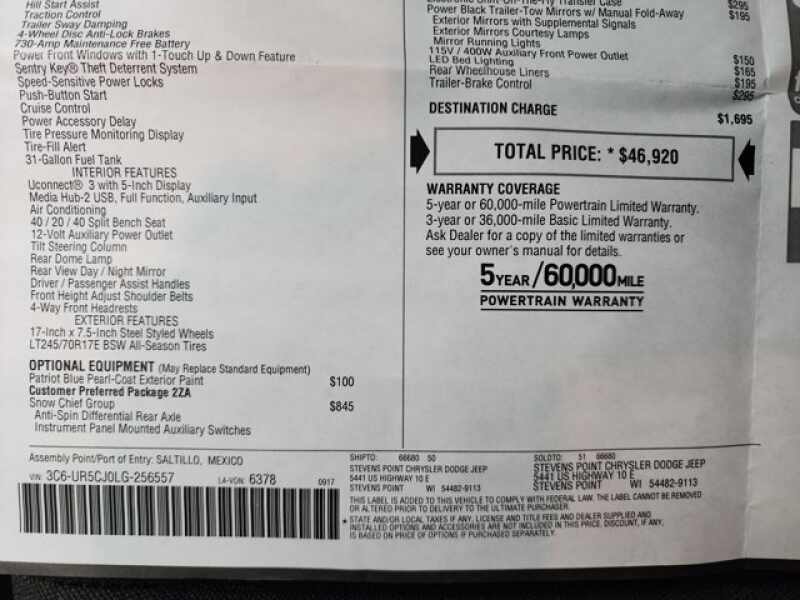 Hill Start Assist
Traction Control
Trailer Sway Damping
4-Wheel Disc Anti-Lock Brakes
730-Amp Maintenance Free Battery
Power Front Windows with 1-Touch Up & Down Feature
Sentry Key® Theft Deterrent System
Speed-Sensitive Power Locks
Push-Button Start
Cruise Control
Power Accessory Delay
Tire Pressure Monitoring Display
Tire-Fill Alert
31-Gallon Fuel Tank
INTERIOR FEATURES
Uconnect® 3 with 5-Inch Display
Media Hub-2 USB, Full Function, Auxiliary Input
Air Conditioning
40 / 20 / 40 Split Bench Seat
12-Volt Auxiliary Power Outlet
Tilt Steering Column
Rear Dome Lamp
Rear View Day / Night Mirror
Driver / Passenger Assist Handles
Front Height Adjust Shoulder Belts
4-Way Front Headrests
EXTERIOR FEATURES
17-Inch x 7.5-Inch Steel Styled Wheels
LT245/70R17E BSW All-Season Tires
OPTIONAL EQUIPMENT (May Replace Standard Equipment)
Patriot Blue Pearl-Coat Exterior Paint $100
Customer Preferred Package 2ZA
Snow Chief Group $845
Anti-Spin Differential Rear Axle
Instrument Panel Mounted Auxiliary Switches
Electronic Shift-On-The-Fly Transfer Case $295
Power Black Trailer-Tow Mirrors w/ Manual Fold-Away $195
Exterior Mirrors with Supplemental Signals
Exterior Mirrors Courtesy Lamps
Mirror Running Lights
115V / 400W Auxiliary Front Power Outlet $150
LED Bed Lighting $165
Rear Wheelhouse Liners $195
Trailer-Brake Control $295
DESTINATION CHARGE $1,695
TOTAL PRICE: * $46,920
WARRANTY COVERAGE
5-year or 60,000-mile Powertrain Limited Warranty.
3-year or 36,000-mile Basic Limited Warranty.
Ask Dealer for a copy of the limited warranties or
see your owner's manual for details.
5 YEAR/60,000 MILE
POWERTRAIN WARRANTY
Assembly Point/Port of Entry: SALTILLO, MEXICO
VIN: 3C6-UR5CJ0LG-256557 L4-VON: 6378 0917
SHIPTO: 66680 50
STEVENS POINT CHRYSLER DODGE JEEP
5441 US HIGHWAY 10 E
STEVENS POINT WI 54482-9113
SOLDTO: 51 66680
STEVENS POINT CHRYSLER DODGE JEEP
5441 US HIGHWAY 10 E
STEVENS POINT WI 54482-9113
THIS LABEL IS ADDED TO THIS VEHICLE TO COMPLY WITH FEDERAL LAW. THE LABEL CANNOT BE REMOVED
OR ALTERED PRIOR TO DELIVERY TO THE ULTIMATE PURCHASER.
* STATE AND/OR LOCAL TAXES IF ANY, LICENSE AND TITLE FEES AND DEALER SUPPLIED AND
INSTALLED OPTIONS AND ACCESSORIES ARE NOT INCLUDED IN THIS PRICE. DISCOUNT, IF ANY,
IS BASED ON PRICE OF OPTIONS IF PURCHASED SEPARATELY.